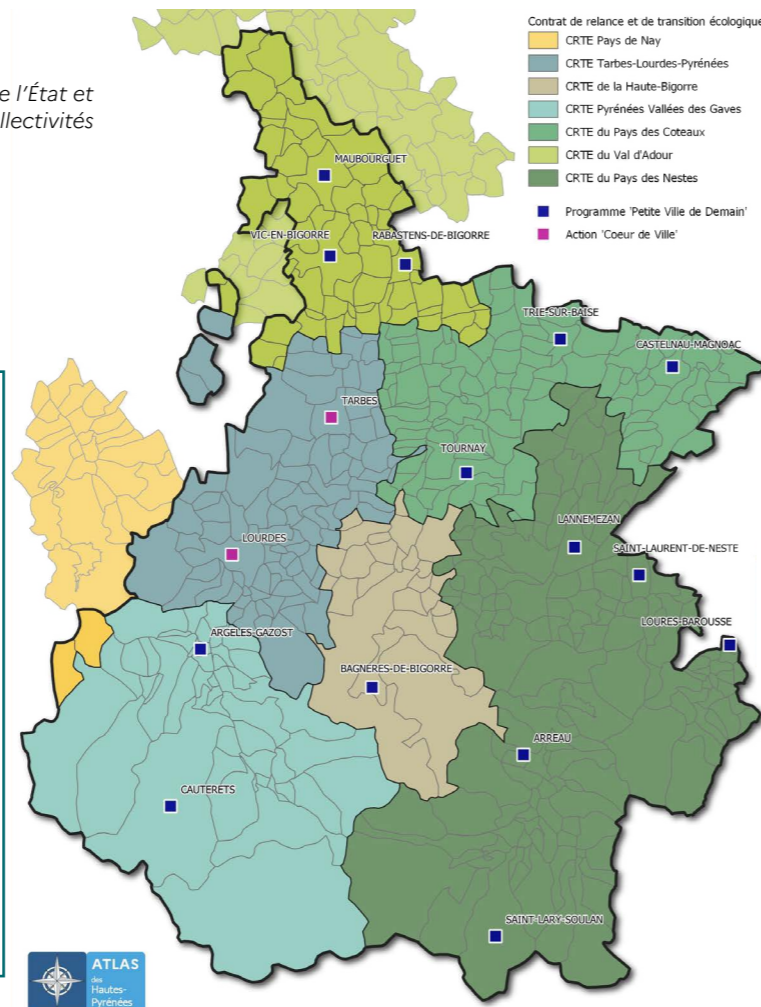 e l'État et
llectivités
Contrat de relance et de transition écologique
CRTE Pays de Nay
CRTE Tarbes-Lourdes-Pyrénées
CRTE de la Haute-Bigorre
CRTE Pyrénées Vallées des Gaves
CRTE du Pays des Coteaux
CRTE du Val d'Adour
CRTE du Pays des Nestes
Programme 'Petite Ville de Demain'
Action 'Coeur de Ville'
MAUBOURGUET
VIC-EN-BIGORRE
RABASTENS-DE-BIGORRE
TRIE-SUR-BAISE
CASTELNAU-MAGNOAC
TARBES
TOURNAY
LOURDES
LANNEMEZAN
SAINT-LAURENT-DE-NESTE
LOURES-BAROUSSE
ARGELES-GAZOST
BAGNERES-DE-BIGORRE
ARREAU
CAUTERETS
SAINT-LARY-SOULAN
ATLAS
des
Hautes-
Pyrénées